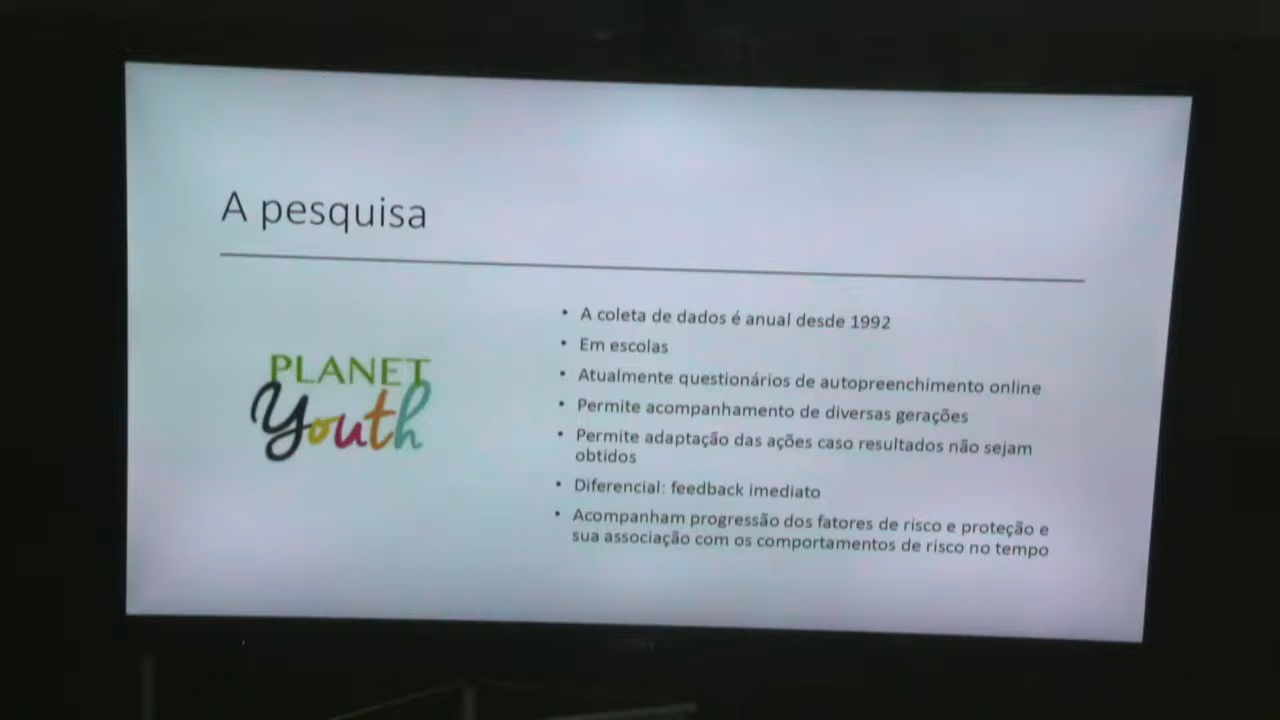 A pesquisa
PLANET
Youth
• A coleta de dados é anual desde 1992
• Em escolas
• Atualmente questionários de autopreenchimento online
• Permite acompanhamento de diversas gerações
• Permite adaptação das ações caso resultados não sejam
obtidos
• Diferencial: feedback imediato
• Acompanham progressão dos fatores de risco e proteção e
sua associação com os comportamentos de risco no tempo